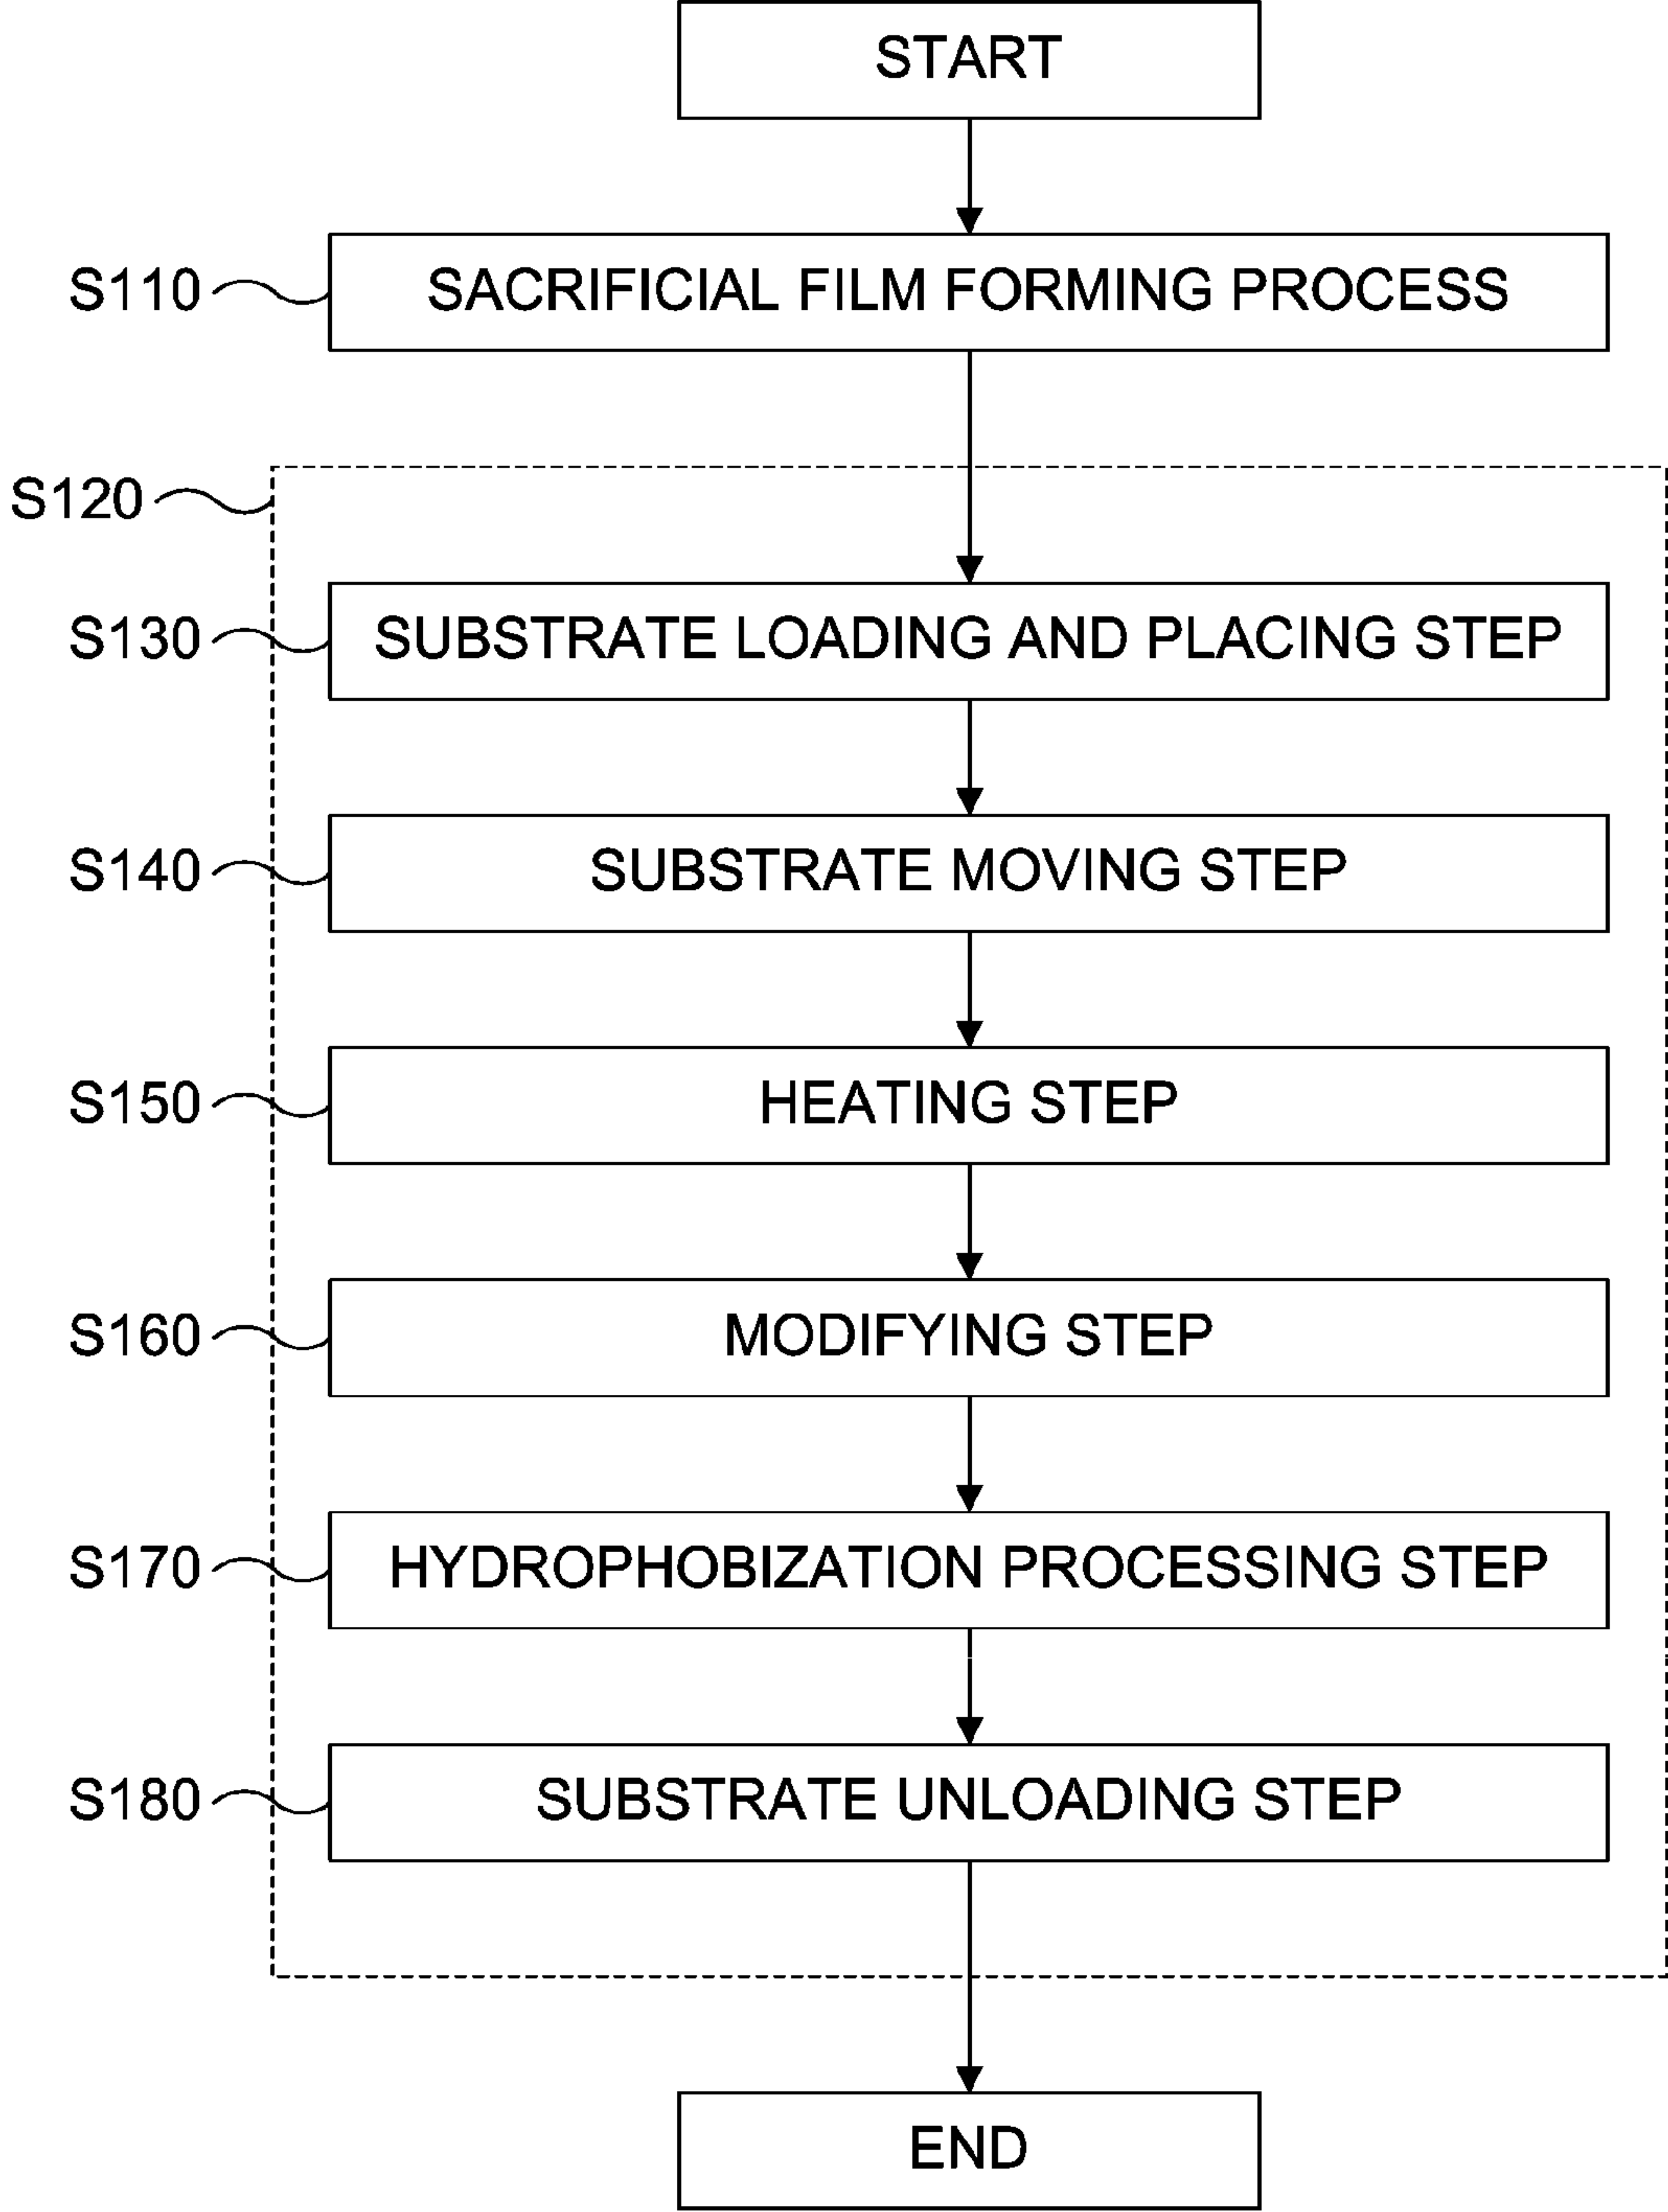 START
S110 SACRIFICIAL FILM FORMING PROCESS
S120
S130 SUBSTRATE LOADING AND PLACING STEP
S140 SUBSTRATE MOVING STEP
S150 HEATING STEP
S160 MODIFYING STEP
S170 HYDROPHOBIZATION PROCESSING STEP
S180 SUBSTRATE UNLOADING STEP
END